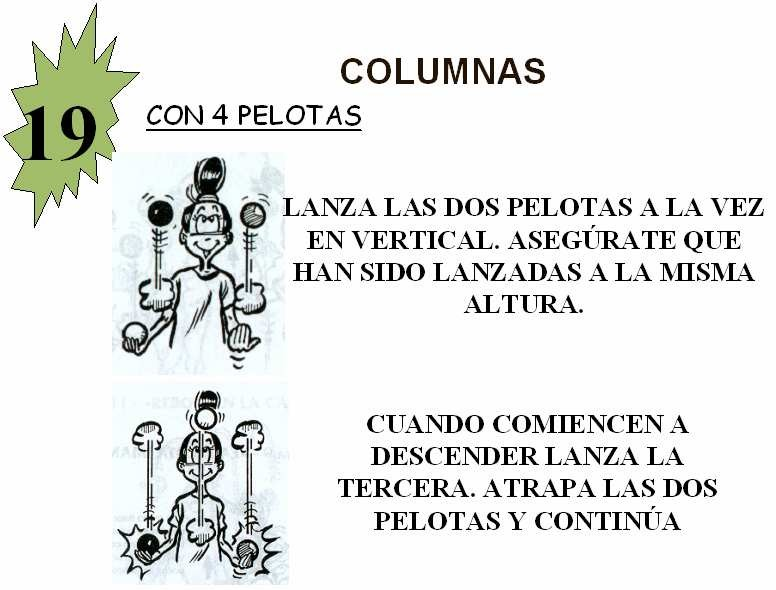 COLUMNAS
19
CON 4 PELOTAS
LANZA LAS DOS PELOTAS A LA VEZ
EN VERTICAL. ASEGÚRATE QUE
HAN SIDO LANZADAS A LA MISMA
ALTURA.
CUANDO COMIENCEN A
DESCENDER LANZA LA
TERCERA. ATRAPA LAS DOS
PELOTAS Y CONTINÚA